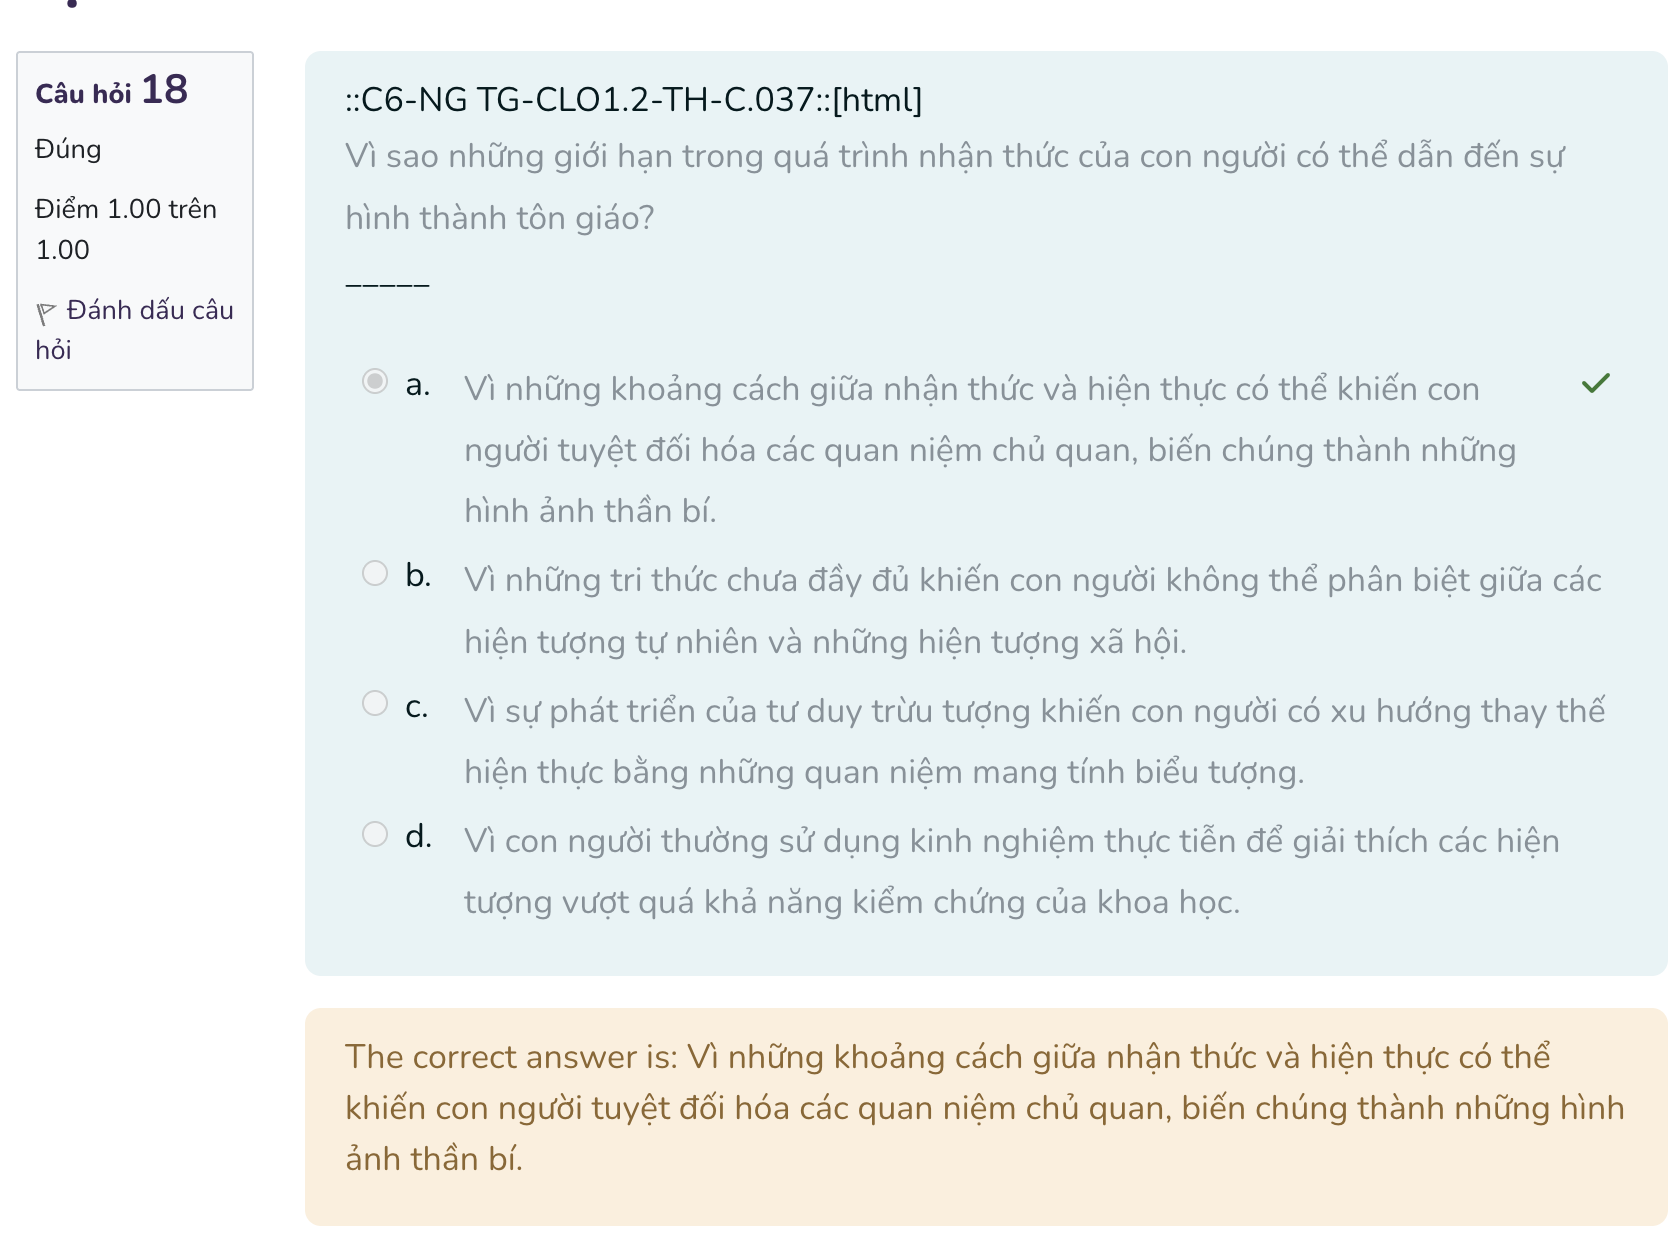 Câu hỏi 18
Đúng
Điểm 1.00 trên
1.00
Đánh dấu câu
hỏi
::C6-NG TG-CLO1.2-TH-C.037::[html]
Vì sao những giới hạn trong quá trình nhận thức của con người có thể dẫn đến sự
hình thành tôn giáo?
_____
a. Vì những khoảng cách giữa nhận thức và hiện thực có thể khiến con
người tuyệt đối hóa các quan niệm chủ quan, biến chúng thành những
hình ảnh thần bí.
b. Vì những tri thức chưa đầy đủ khiến con người không thể phân biệt giữa các
hiện tượng tự nhiên và những hiện tượng xã hội.
c. Vì sự phát triển của tư duy trừu tượng khiến con người có xu hướng thay thế
hiện thực bằng những quan niệm mang tính biểu tượng.
d. Vì con người thường sử dụng kinh nghiệm thực tiễn để giải thích các hiện
tượng vượt quá khả năng kiểm chứng của khoa học.
The correct answer is: Vì những khoảng cách giữa nhận thức và hiện thực có thể
khiến con người tuyệt đối hóa các quan niệm chủ quan, biến chúng thành những hình
ảnh thần bí.